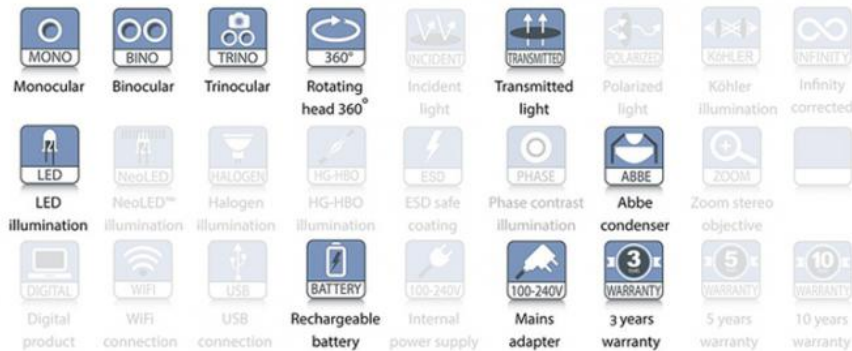 MONO BINO TRINO 360° INCIDENT TRANSMITTED POLARIZED KÖHLER INFINITY
Monocular Binocular Trinocular Rotating Incident Transmitted Polarized Köhler Infinity
head 360° light light light illumination corrected
LED NeoLED HALOGEN HG-HBO ESD PHASE ABBE ZOOM
LED NeoLED™ Halogen HG-HBO ESD safe Phase contrast Abbe Zoom stereo
illumination illumination illumination illumination coating illumination condenser objective
DIGITAL WIFI USB BATTERY 100-240V 100-240V 3 YEARS WARRANTY 5 WARRANTY 10 WARRANTY
Digital WiFi USB Rechargeable Internal Mains 3 years 5 years 10 years
product connection connection battery power supply adapter warranty warranty warranty